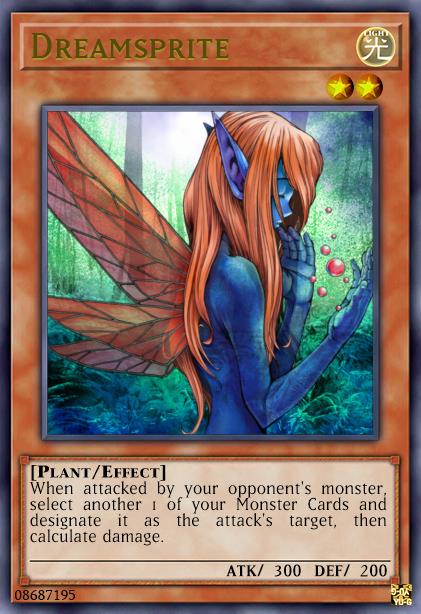 DREAMSPRITE
LIGHT
光
[PLANT/EFFECT]
When attacked by your opponent's monster,
select another 1 of your Monster Cards and
designate it as the attack's target, then
calculate damage.
ATK/ 300 DEF/ 200
08687195